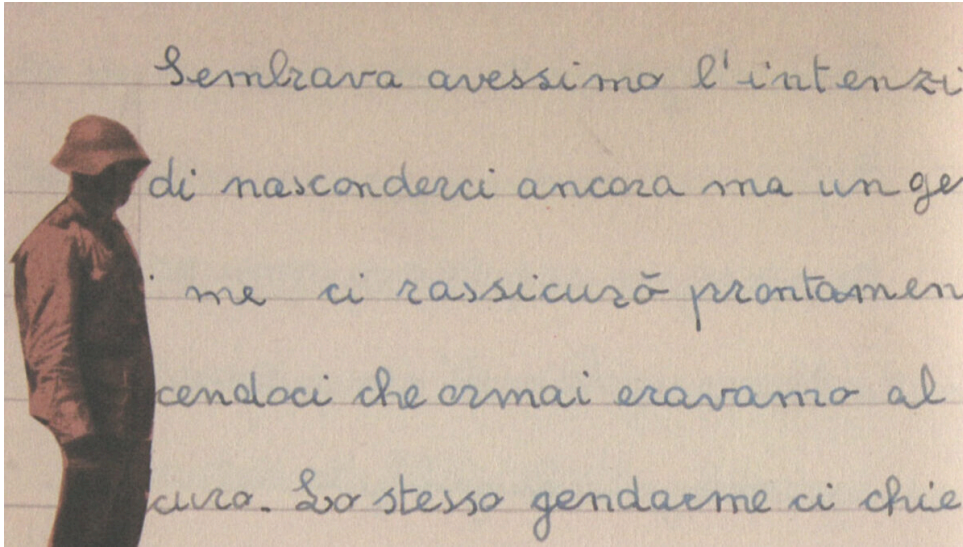 Sembrava avessimo l'intenzi
di nasconderci ancora ma un ge
me ci rassicurò prontamen
cendoci che ormai eravamo al
curo. Lo stesso gendarme ci chie